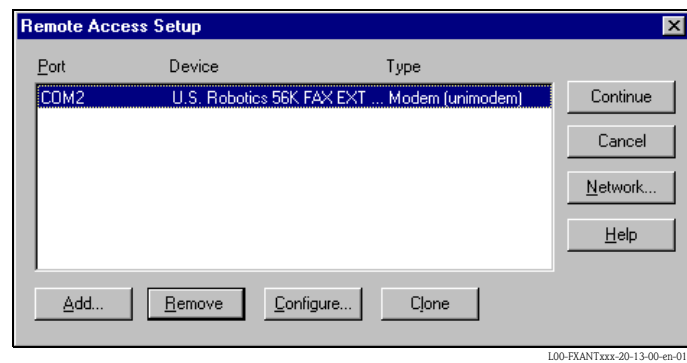 Remote Access Setup
Port Device Type
COM2 U.S. Robotics 56K FAX EXT ... Modem (unimodem)
Continue
Cancel
Network...
Help
Add... Remove Configure... Clone
L00-FXANTxxx-20-13-00-en-01